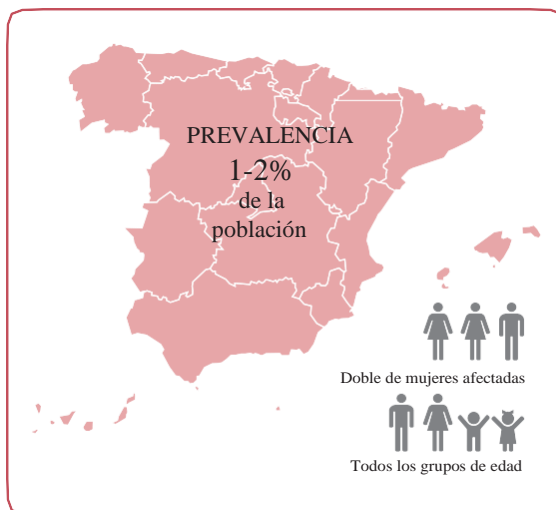 PREVALENCIA
1-2%
de la
población
Doble de mujeres afectadas
Todos los grupos de edad